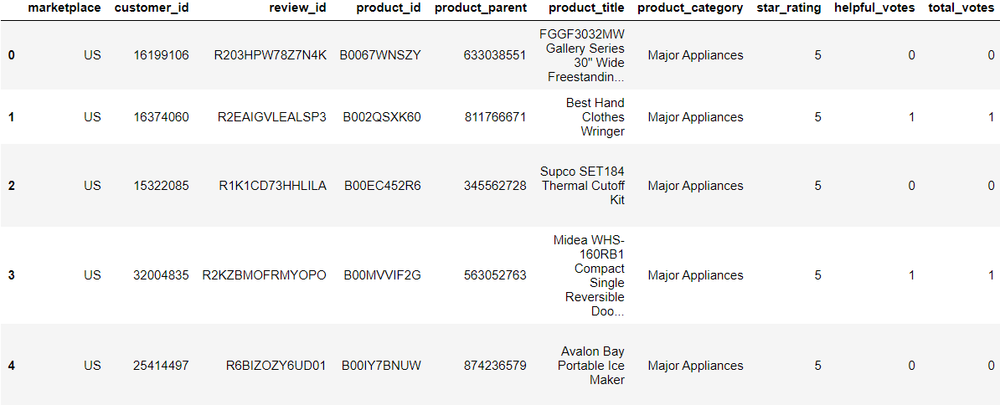 marketplace customer_id review_id product_id product_parent product_title product_category star_rating helpful_votes total_votes
0 US 16199106 R203HPW78Z7N4K B0067WNSZY 633038551 FGGF3032MW Gallery Series 30" Wide Freestandin... Major Appliances 5 0 0
1 US 16374060 R2EAIGVLEALSP3 B002QSXK60 811766671 Best Hand Clothes Wringer Major Appliances 5 1 1
2 US 15322085 R1K1CD73HHLILA B00EC452R6 345562728 Supco SET184 Thermal Cutoff Kit Major Appliances 5 0 0
3 US 32004835 R2KZBMOFRMYOPO B00MVVIF2G 563052763 Midea WHS-160RB1 Compact Single Reversible Doo... Major Appliances 5 1 1
4 US 25414497 R6BIZOZY6UD01 B00IY7BNUW 874236579 Avalon Bay Portable Ice Maker Major Appliances 5 0 0